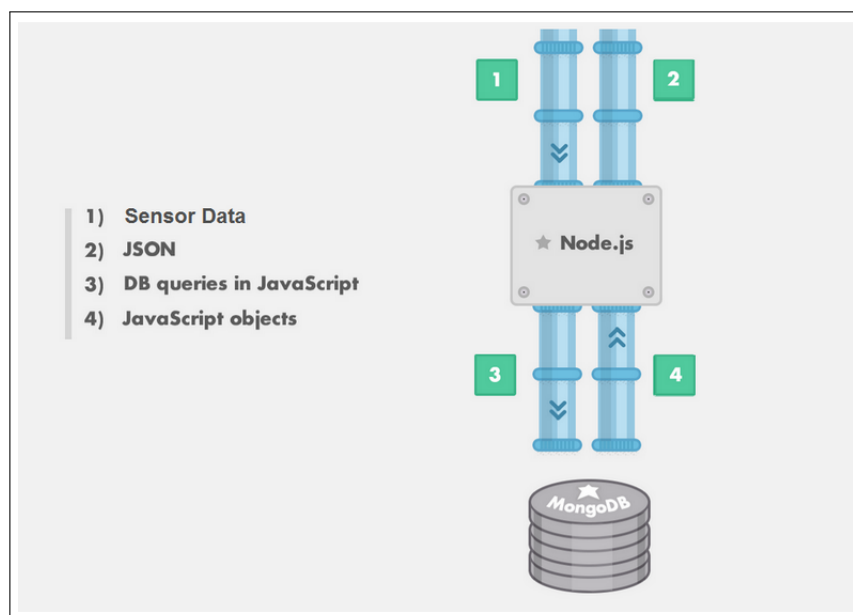 1
2
1) Sensor Data
2) JSON
3) DB queries in JavaScript
4) JavaScript objects
Node.js
3
4
MongoDB